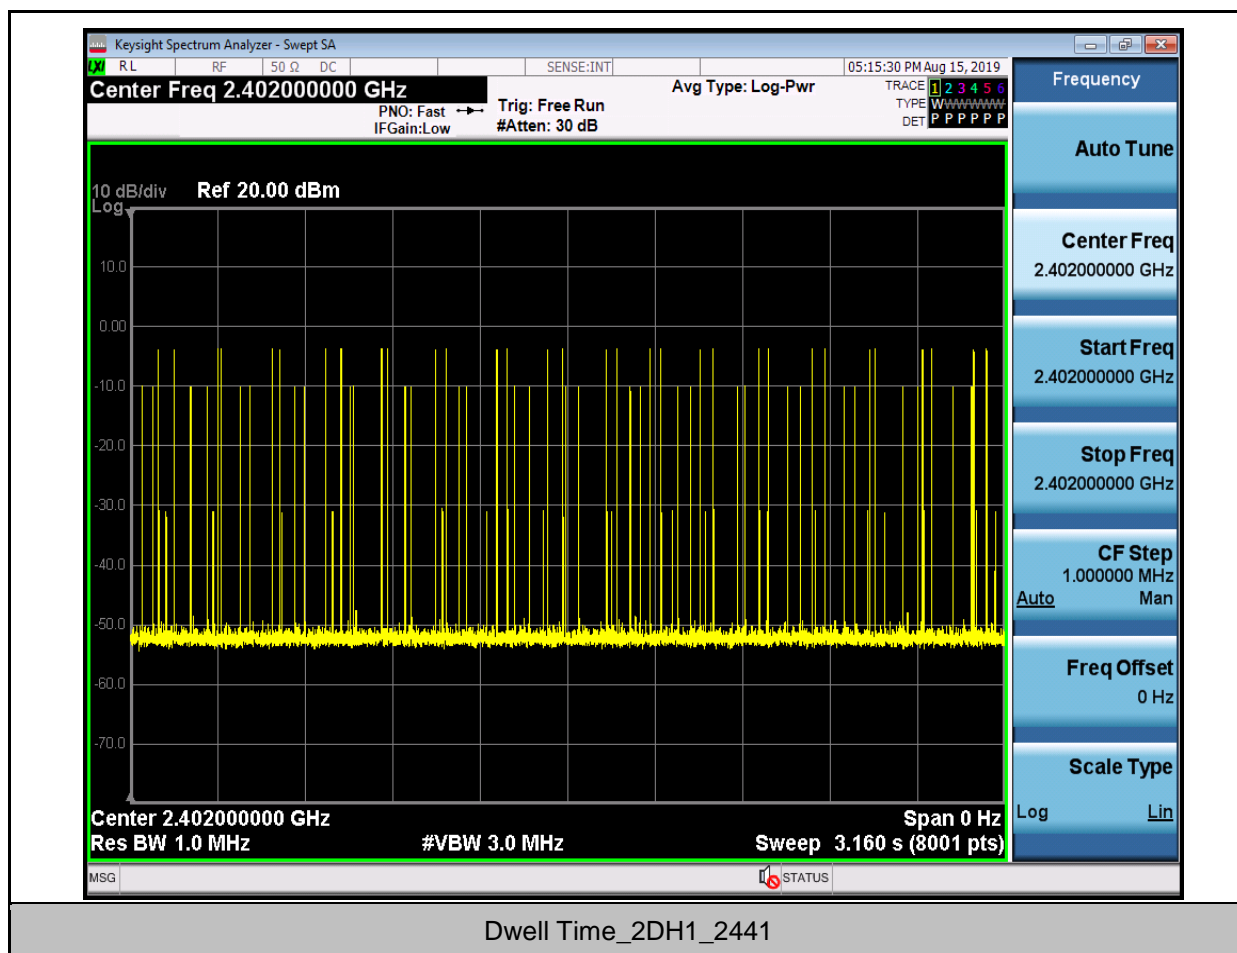 Keysight Spectrum Analyzer - Swept SA
LXI RL RF 50 Ω DC SENSE:INT 05:15:30 PM Aug 15, 2019
Center Freq 2.402000000 GHz
PNO: Fast
IFGain:Low
Trig: Free Run
#Atten: 30 dB
Avg Type: Log-Pwr
TRACE 1 2 3 4 5 6
TYPE WWWWWW
DET P P P P P P
10 dB/div Ref 20.00 dBm
Log
10.0
0.00
-10.0
-20.0
-30.0
-40.0
-50.0
-60.0
-70.0
Center 2.402000000 GHz Span 0 Hz
Res BW 1.0 MHz #VBW 3.0 MHz Sweep 3.160 s (8001 pts)
MSG STATUS
Frequency
Auto Tune
Center Freq
2.402000000 GHz
Start Freq
2.402000000 GHz
Stop Freq
2.402000000 GHz
CF Step
1.000000 MHz
Auto Man
Freq Offset
0 Hz
Scale Type
Log Lin
Dwell Time_2DH1_2441